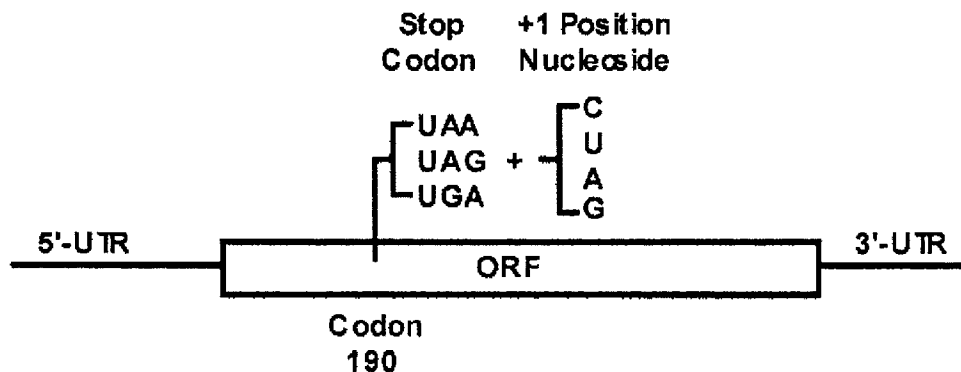 Stop +1 Position
Codon Nucleoside
UAA
UAG
UGA
+
C
U
A
G
5'-UTR
ORF
3'-UTR
Codon
190